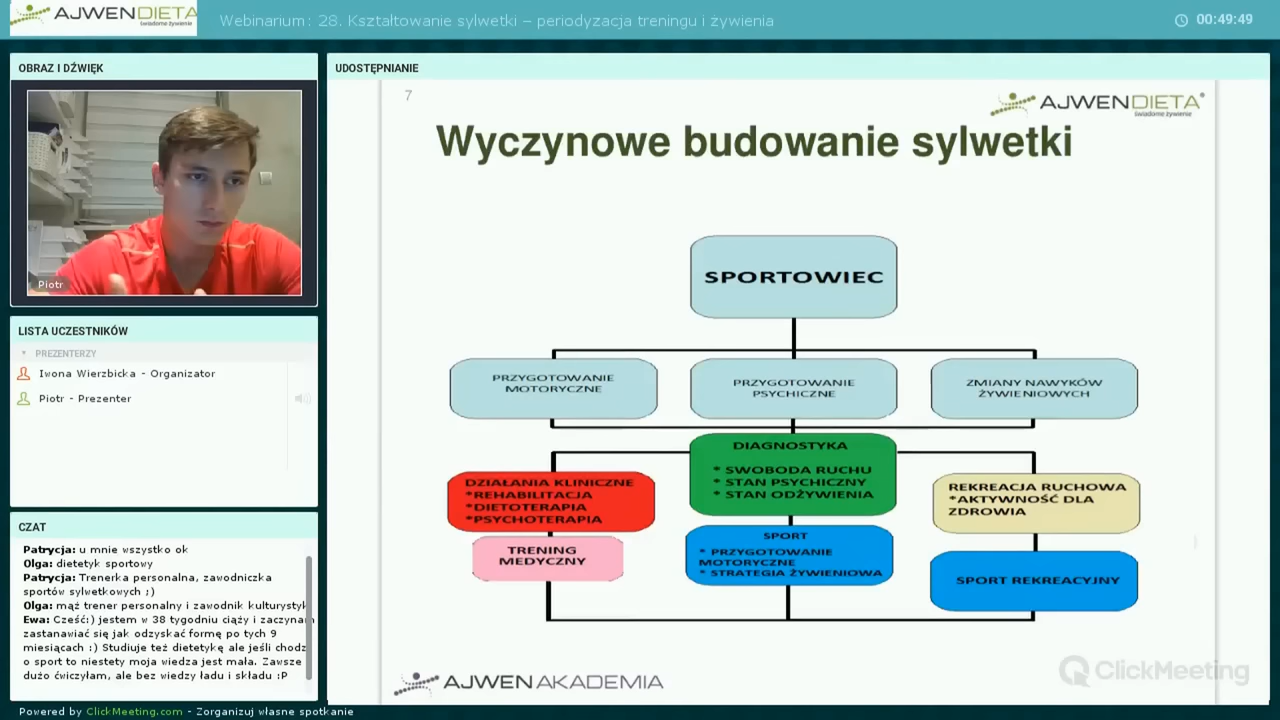 AJWENDIETA
świadome żywienie
Webinarium: 28. Kształtowanie sylwetki – periodyzacja treningu i żywienia
00:49:49
OBRAZ I DŹWIĘK
Piotr
LISTA UCZESTNIKÓW
PREZENTERZY
Iwona Wierzbicka - Organizator
Piotr - Prezenter
CZAT
Patrycja: u mnie wszystko ok
Olga: dietetyk sportowy
Patrycja: Trenerka personalna, zawodniczka
sportów sylwetkowych ;)
Olga: mąż trener personalny i zawodnik kulturystyk
Ewa: Cześć:) jestem w 38 tygodniu ciąży i zaczynam
zastanawiać się jak odzyskać formę po tych 9
miesiącach :) Studiuje też dietetykę ale jeśli chodz
o sport to niestety moja wiedza jest mała. Zawsze
dużo ćwiczyłam, ale bez wiedzy ładu i składu :P
UDOSTĘPNIANIE
7
AJWENDIETA®
świadome żywienie
Wyczynowe budowanie sylwetki
SPORTOWIEC
PRZYGOTOWANIE
MOTORYCZNE
PRZYGOTOWANIE
PSYCHICZNE
ZMIANY NAWYKÓW
ŻYWIENIOWYCH
DIAGNOSTYKA
* SWOBODA RUCHU
* STAN PSYCHICZNY
* STAN ODŻYWIENIA
DZIAŁANIA KLINICZNE
*REHABILITACJA
*DIETOTERAPIA
*PSYCHOTERAPIA
REKREACJA RUCHOWA
*AKTYWNOŚĆ DLA
ZDROWIA
TRENING
MEDYCZNY
SPORT
* PRZYGOTOWANIE
MOTORYCZNE
* STRATEGIA ŻYWIENIOWA
SPORT REKREACYJNY
AJWEN AKADEMIA
ClickMeeting
Powered by ClickMeeting.com - Zorganizuj własne spotkanie